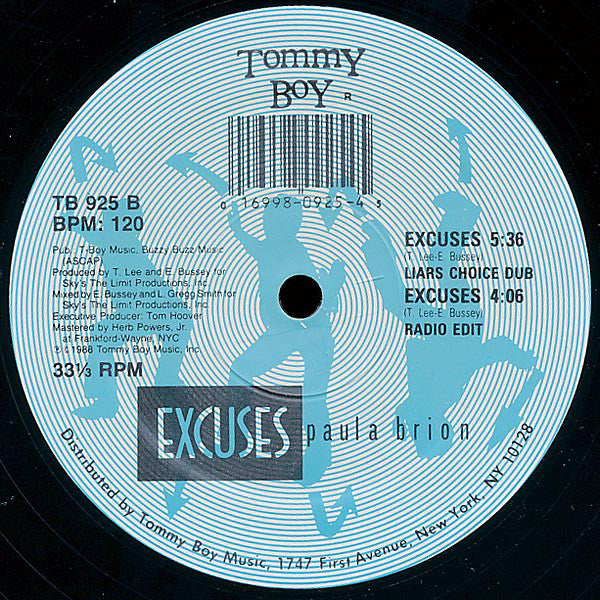 TOMMY
BOY R
0 16998-0925-4 5
TB 925 B
BPM: 120
Pub. T-Boy Music, Buzzy Buzz Music
(ASCAP)
Produced by T. Lee and E. Bussey for
Sky's The Limit Productions, Inc.
Mixed by E. Bussey and L. Gregg Smith for
Sky's The Limit Productions, Inc.
Executive Producer: Tom Hoover
Mastered by Herb Powers, Jr.
at Frankford-Wayne, NYC
℗ © 1988 Tommy Boy Music, Inc.
33⅓ RPM
EXCUSES 5:36
(T. Lee-E. Bussey)
LIARS CHOICE DUB
EXCUSES 4:06
(T. Lee-E. Bussey)
RADIO EDIT
EXCUSES
paula brion
Distributed by Tommy Boy Music, 1747 First Avenue, New York. NY 10128